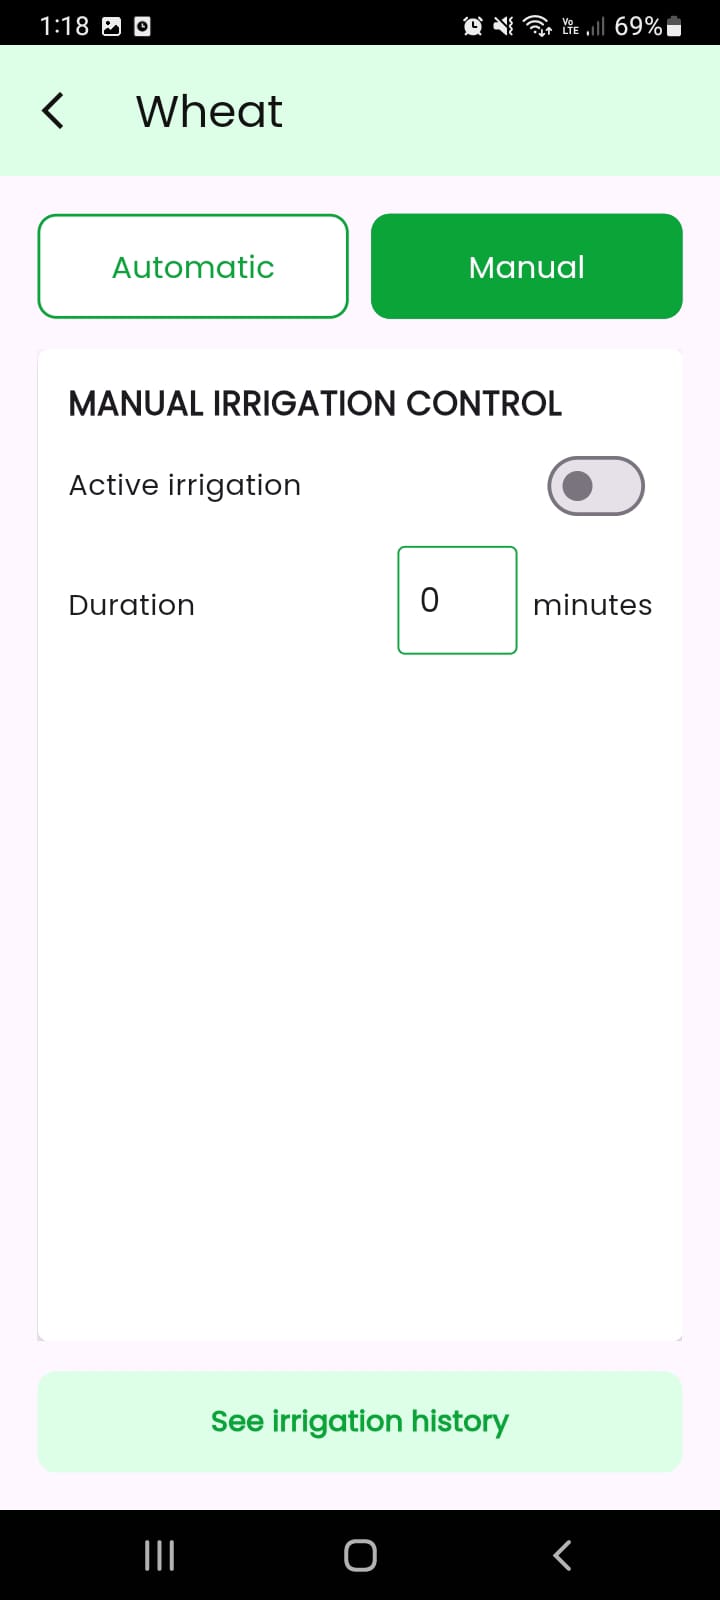 1:18 Vo LTE 69%
Wheat
Automatic Manual
MANUAL IRRIGATION CONTROL
Active irrigation
Duration 0 minutes
See irrigation history